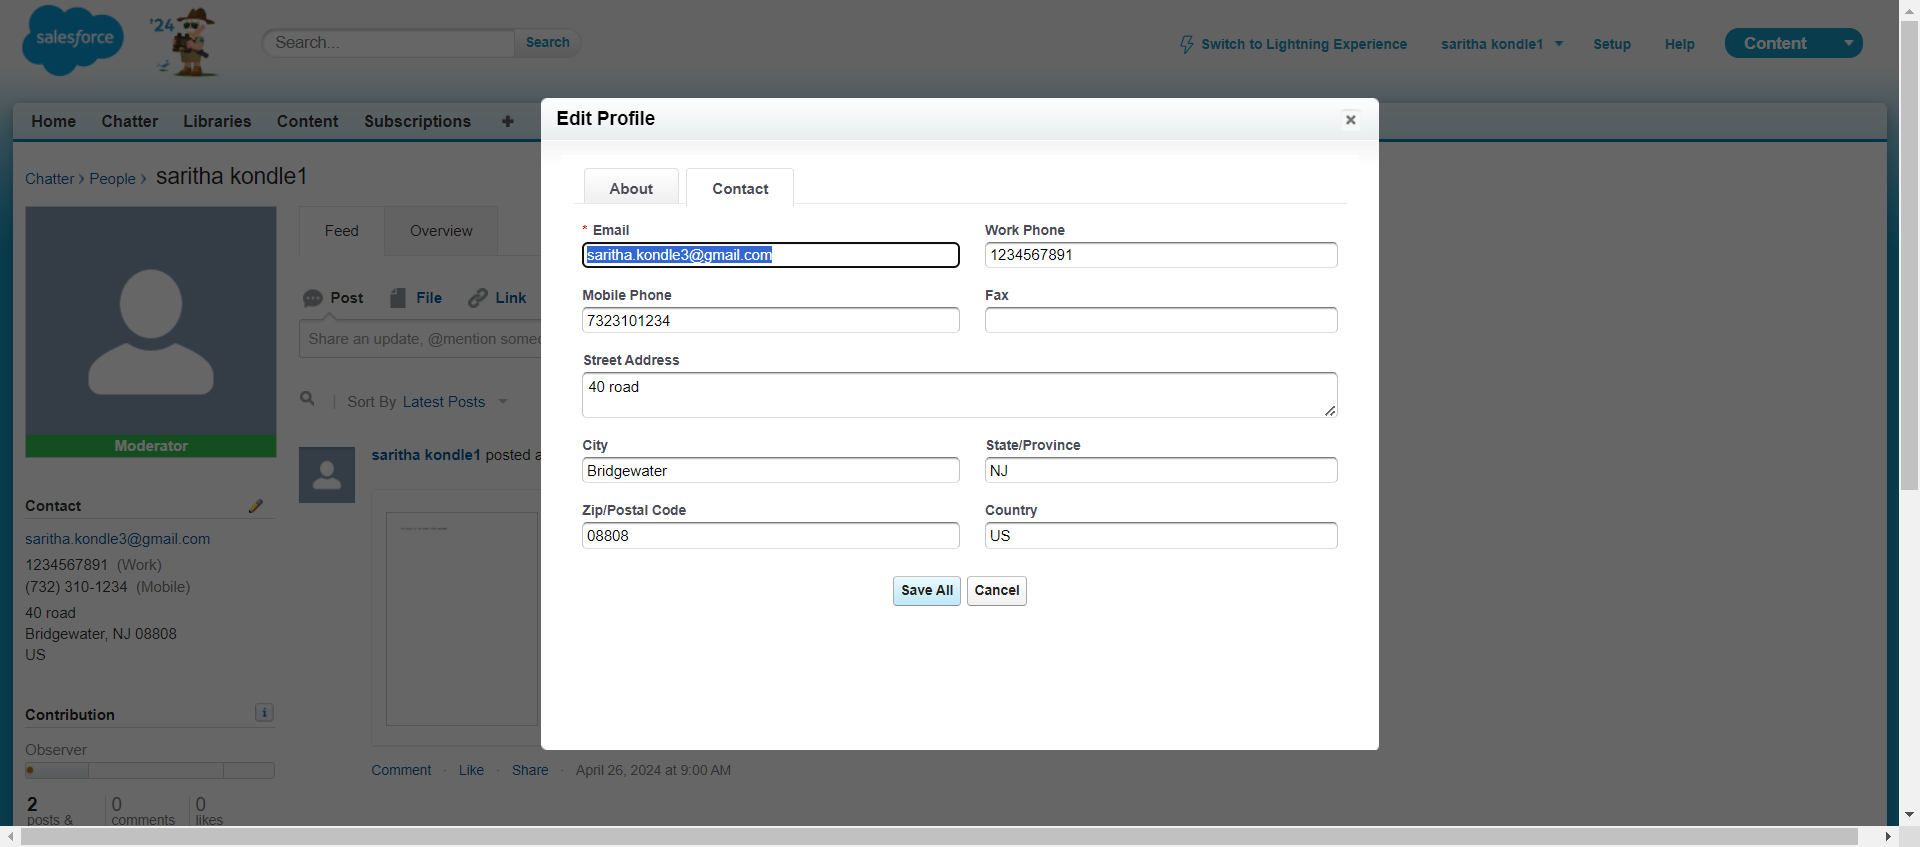 salesforce
'24
Search...
Search
Switch to Lightning Experience
saritha kondle1
Setup
Help
Content
Home
Chatter
Libraries
Content
Subscriptions
Chatter › People › saritha kondle1
Moderator
Contact
saritha.kondle3@gmail.com
1234567891 (Work)
(732) 310-1234 (Mobile)
40 road
Bridgewater, NJ 08808
US
Contribution
Observer
2
posts &
0
comments
0
likes
Feed
Overview
Post
File
Link
Share an update, @mention
Sort By Latest Posts
saritha kondle1 posted
Comment · Like · Share · April 26, 2024 at 9:00 AM
Edit Profile
About
Contact
* Email
saritha.kondle3@gmail.com
Work Phone
1234567891
Mobile Phone
7323101234
Fax
Street Address
40 road
City
Bridgewater
State/Province
NJ
Zip/Postal Code
08808
Country
US
Save All
Cancel